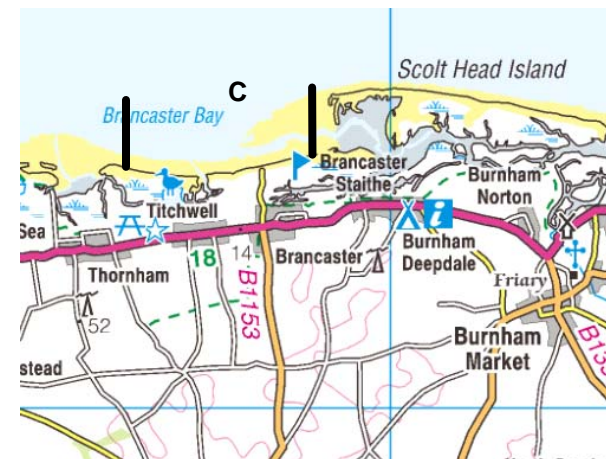 C
Scolt Head Island
Brancaster Bay
Brancaster
Staithe
Burnham
Norton
Titchwell
Sea
Thornham
18
14
B1153
Brancaster
i
Burnham
Deepdale
Friary
52
stead
Burnham
Market